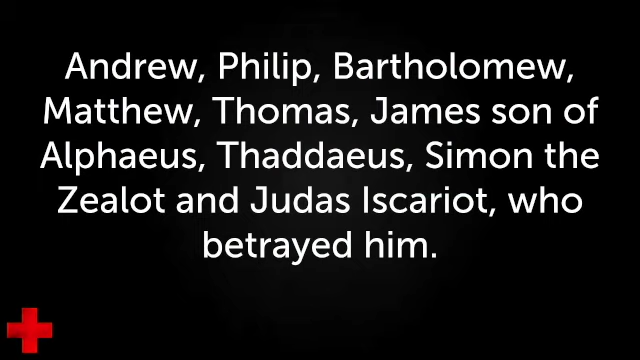 Andrew, Philip, Bartholomew,
Matthew, Thomas, James son of
Alphaeus, Thaddaeus, Simon the
Zealot and Judas Iscariot, who
betrayed him.